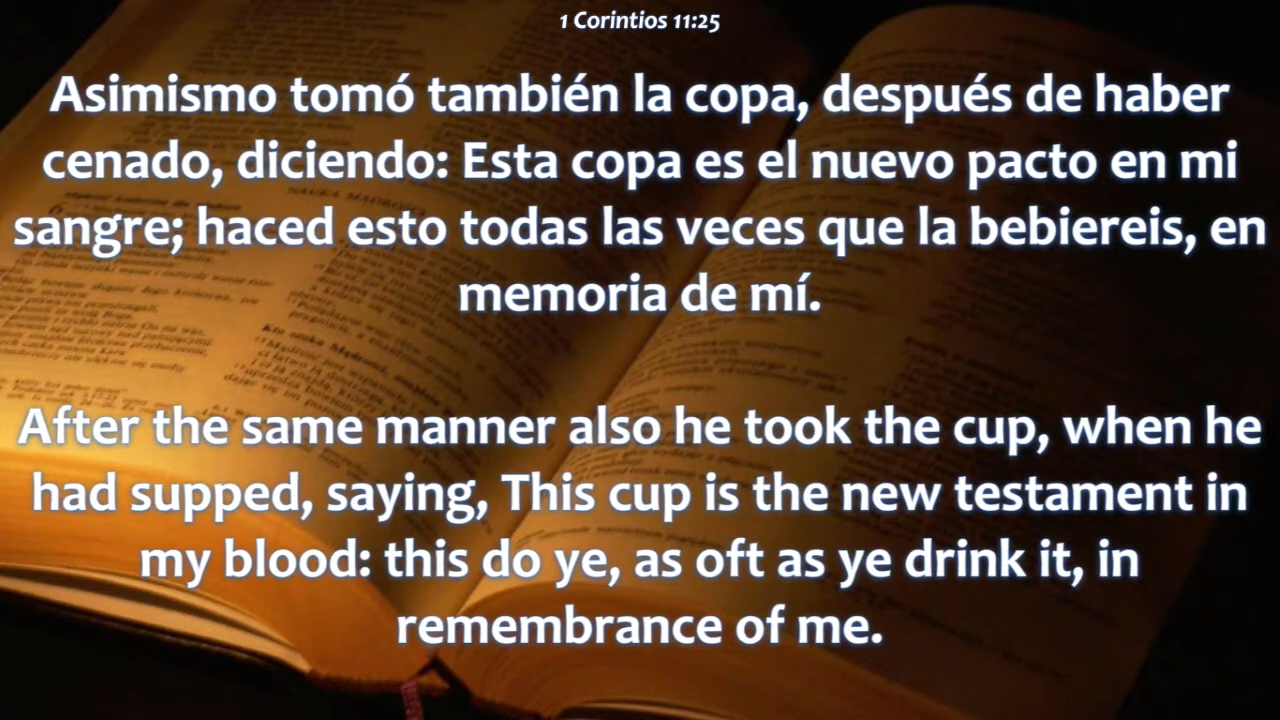 1 Corintios 11:25
Asimismo tomó también la copa, después de haber
cenado, diciendo: Esta copa es el nuevo pacto en mi
sangre; haced esto todas las veces que la bebiereis, en
memoria de mí.
After the same manner also he took the cup, when he
had supped, saying, This cup is the new testament in
my blood: this do ye, as oft as ye drink it, in
remembrance of me.